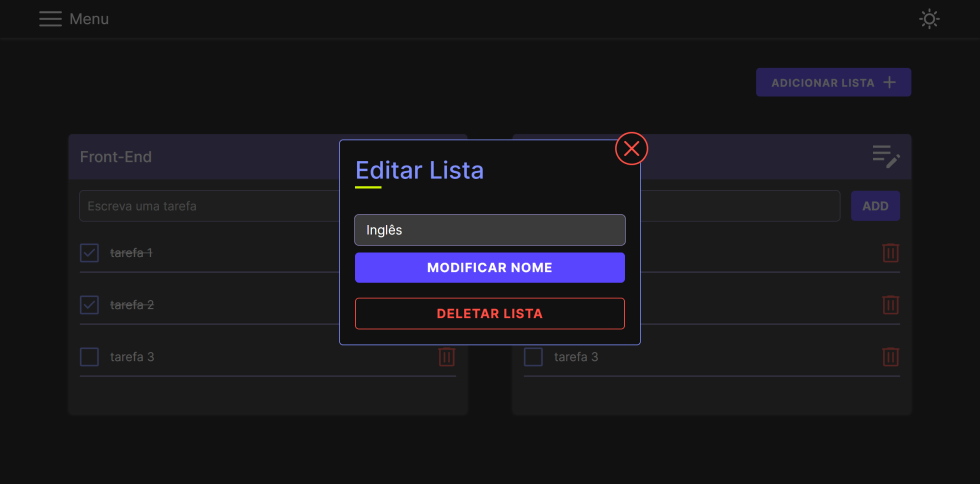 Menu
ADICIONAR LISTA
Front-End
Editar Lista
Escreva uma tarefa
Inglês
ADD
MODIFICAR NOME
tarefa 1
tarefa 2
DELETAR LISTA
tarefa 3
tarefa 3